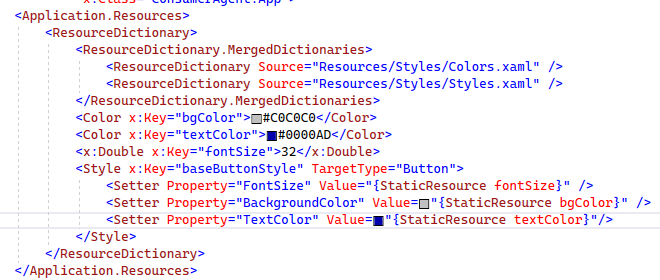 x:Class="ConsumerAgent.App">
<Application.Resources>
<ResourceDictionary>
<ResourceDictionary.MergedDictionaries>
<ResourceDictionary Source="Resources/Styles/Colors.xaml" />
<ResourceDictionary Source="Resources/Styles/Styles.xaml" />
</ResourceDictionary.MergedDictionaries>
<Color x:Key="bgColor">#C0C0C0</Color>
<Color x:Key="textColor">#0000AD</Color>
<x:Double x:Key="fontSize">32</x:Double>
<Style x:Key="baseButtonStyle" TargetType="Button">
<Setter Property="FontSize" Value="{StaticResource fontSize}" />
<Setter Property="BackgroundColor" Value="{StaticResource bgColor}" />
<Setter Property="TextColor" Value="{StaticResource textColor}"/>
</Style>
</ResourceDictionary>
</Application.Resources>